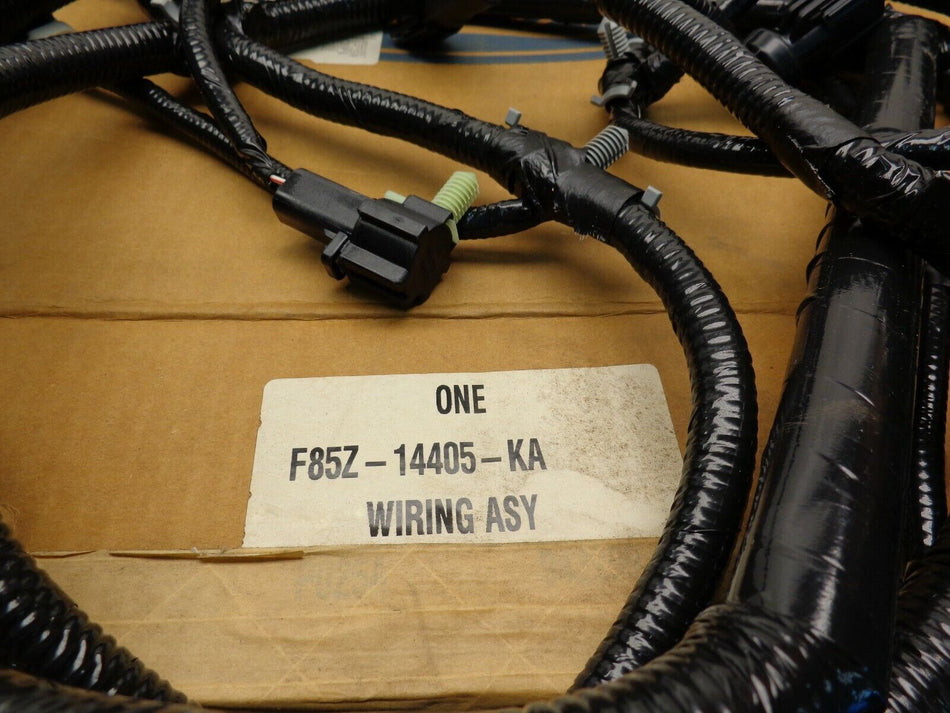 ONE
F85Z-14405-KA
WIRING ASY